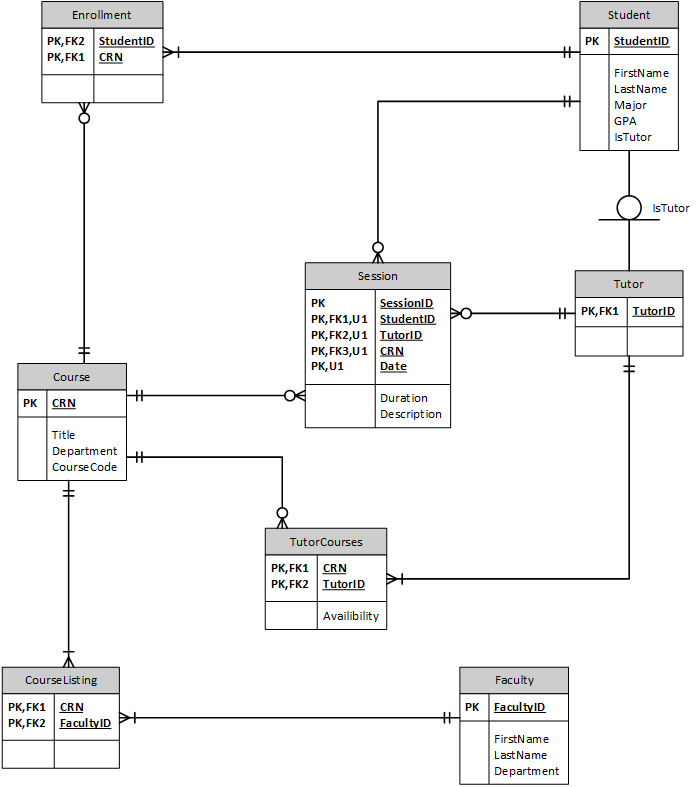 Enrollment
PK,FK2 StudentID
PK,FK1 CRN
Student
PK StudentID
FirstName
LastName
Major
GPA
IsTutor
IsTutor
Session
PK SessionID
PK,FK1,U1 StudentID
PK,FK2,U1 TutorID
PK,FK3,U1 CRN
PK,U1 Date
Duration
Description
Tutor
PK,FK1 TutorID
Course
PK CRN
Title
Department
CourseCode
TutorCourses
PK,FK1 CRN
PK,FK2 TutorID
Availibility
CourseListing
PK,FK1 CRN
PK,FK2 FacultyID
Faculty
PK FacultyID
FirstName
LastName
Department